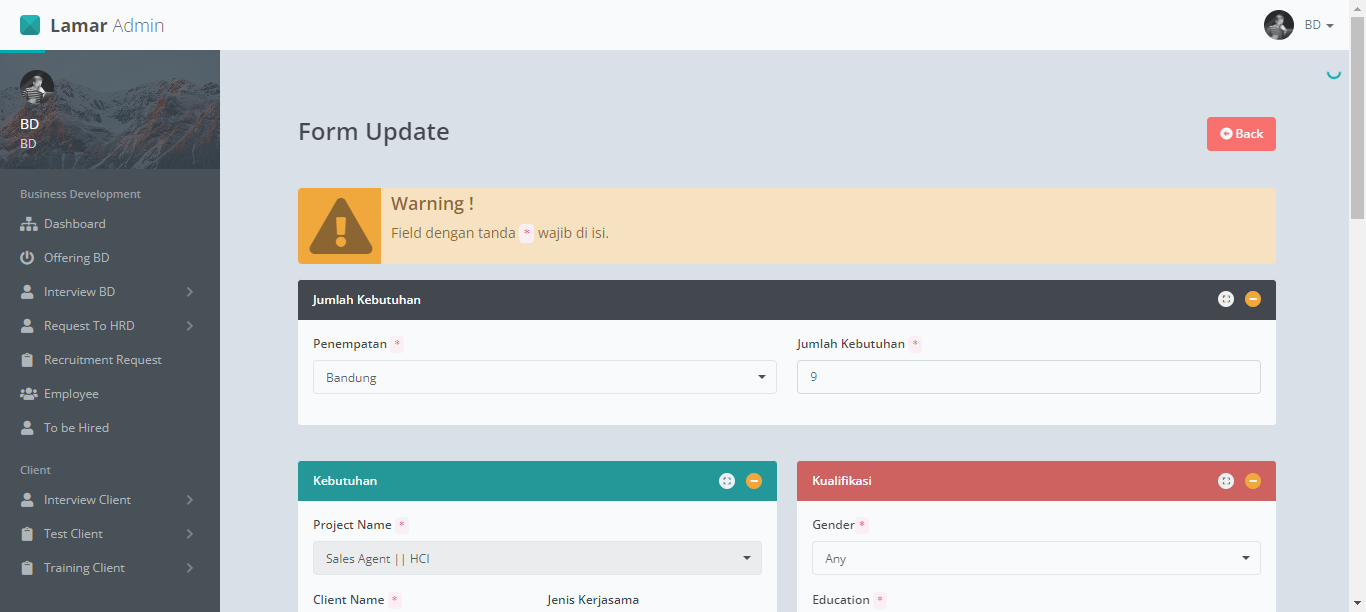 Lamar Admin
BD
BD
BD
Business Development
Dashboard
Offering BD
Interview BD
Request To HRD
Recruitment Request
Employee
To be Hired
Client
Interview Client
Test Client
Training Client
Form Update
Back
Warning !
Field dengan tanda * wajib di isi.
Jumlah Kebutuhan
Penempatan *
Bandung
Jumlah Kebutuhan *
9
Kebutuhan
Project Name *
Sales Agent || HCI
Client Name *
Jenis Kerjasama
Kualifikasi
Gender *
Any
Education *